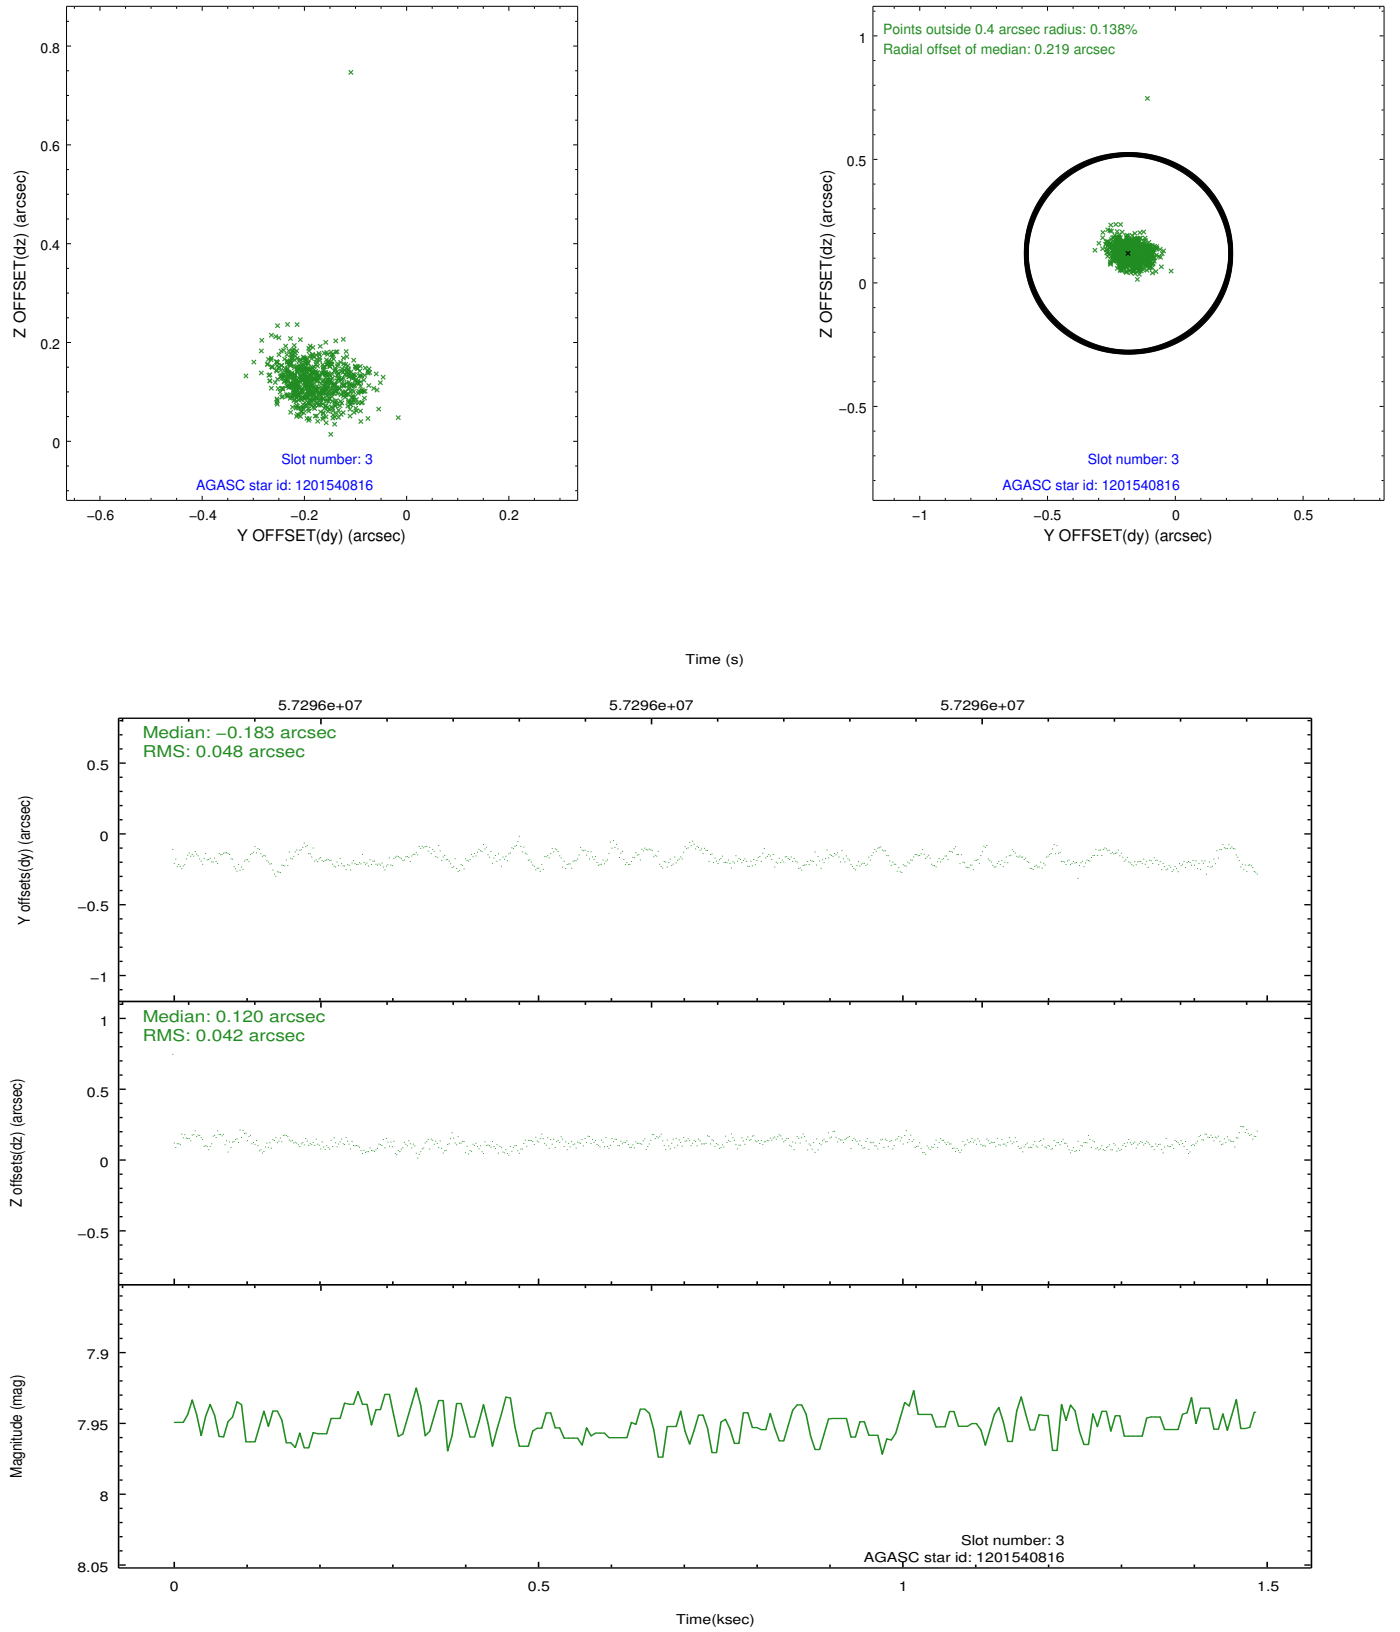 0.8
0.6
0.4
0.2
0
Z OFFSET(dz) (arcsec)
Slot number: 3
AGASC star id: 1201540816
−0.6 −0.4 −0.2 0 0.2
Y OFFSET(dy) (arcsec)
Points outside 0.4 arcsec radius: 0.138%
Radial offset of median: 0.219 arcsec
1
0.5
0
−0.5
Z OFFSET(dz) (arcsec)
Slot number: 3
AGASC star id: 1201540816
−1 −0.5 0 0.5
Y OFFSET(dy) (arcsec)
Time (s)
5.7296e+07 5.7296e+07 5.7296e+07
Median: −0.183 arcsec
RMS: 0.048 arcsec
0.5
0
−0.5
−1
Y offsets(dy) (arcsec)
Median: 0.120 arcsec
RMS: 0.042 arcsec
1
0.5
0
−0.5
Z offsets(dz) (arcsec)
7.9
7.95
8
8.05
Magnitude (mag)
Slot number: 3
AGASC star id: 1201540816
0 0.5 1 1.5
Time(ksec)